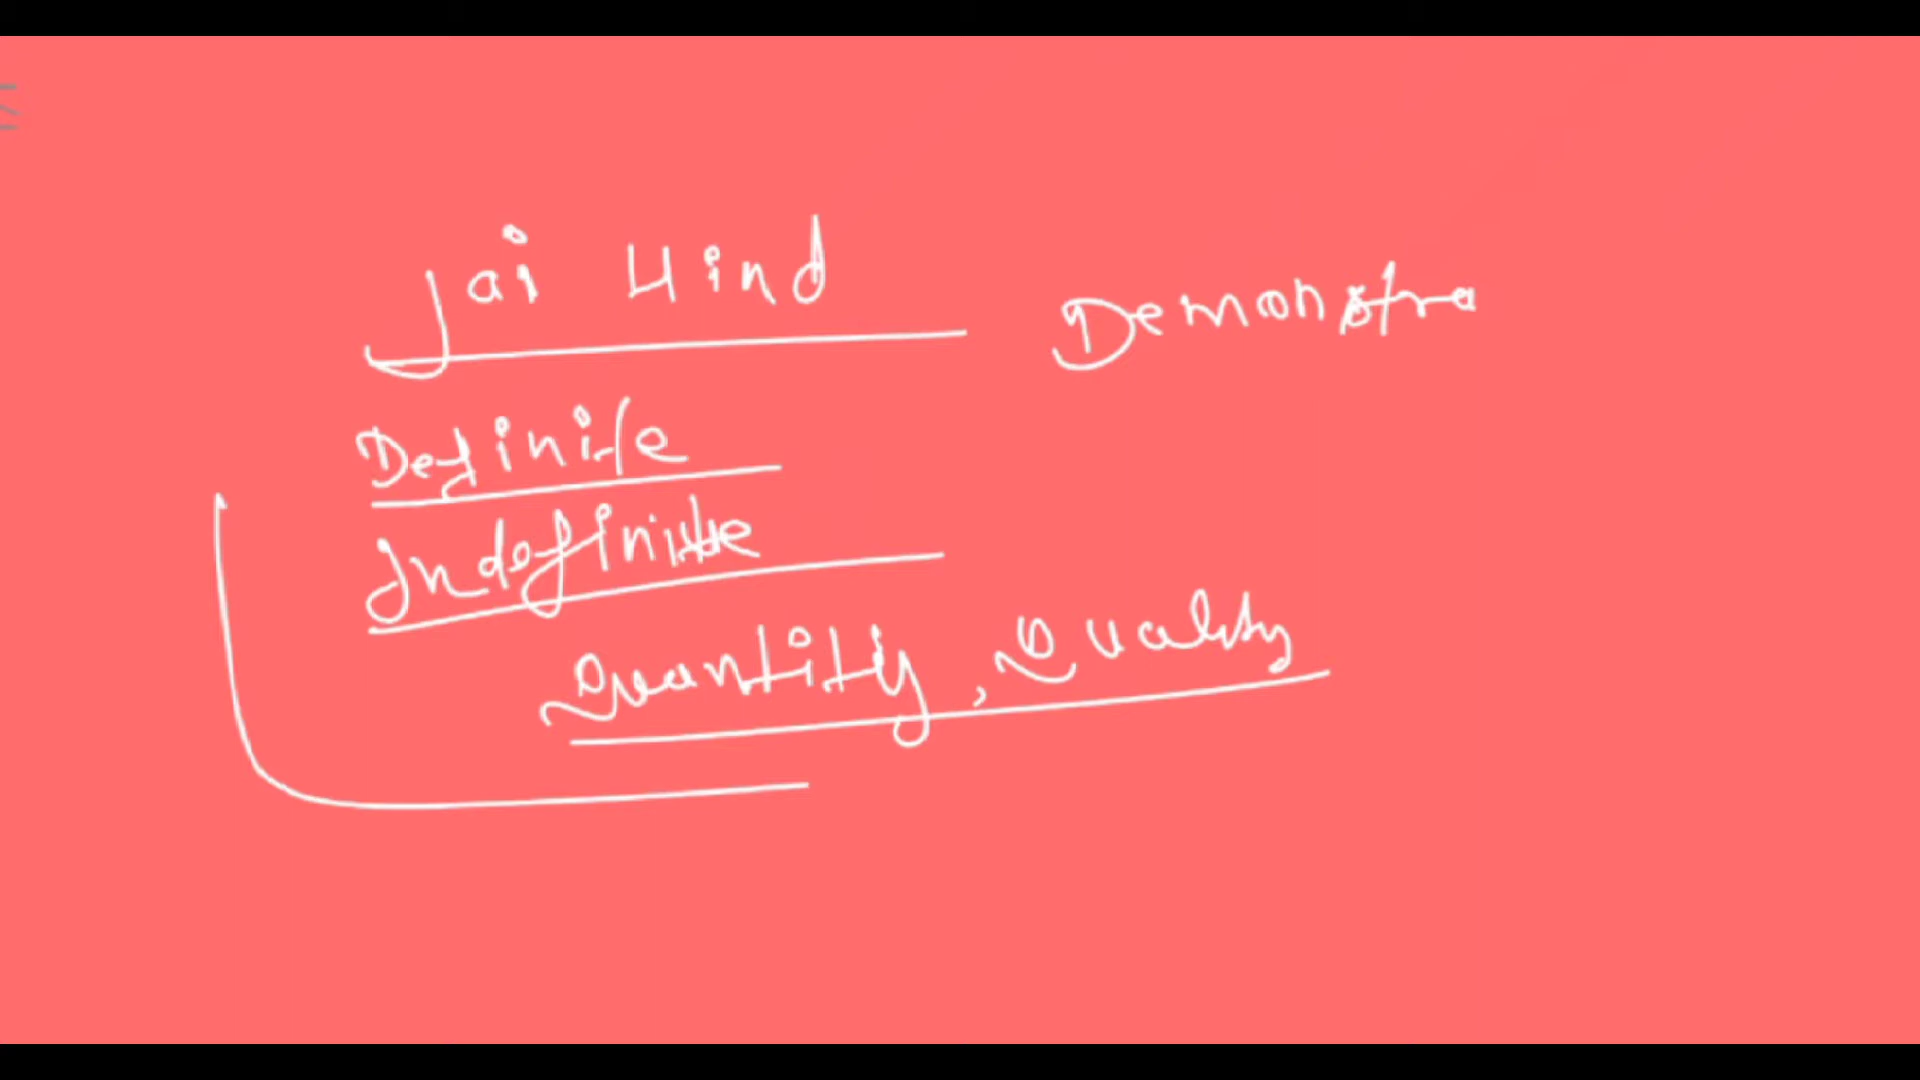 Jai Hind
Demonstra
Definite
Indefinite
Quantity, Quality